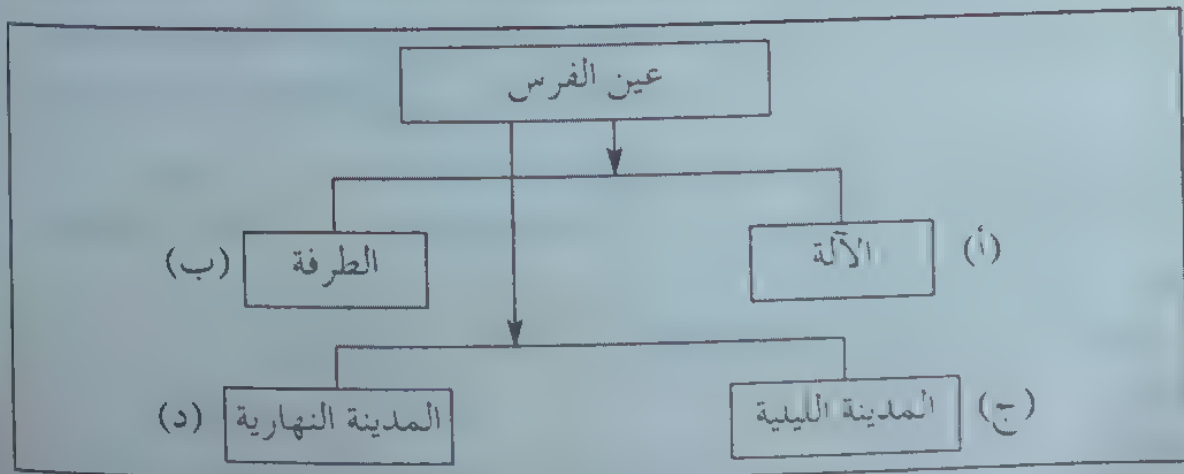 عين الفرس
(أ) الآلة
الطرفة (ب)
(ج) المدينة الليلية
المدينة النهارية (د)